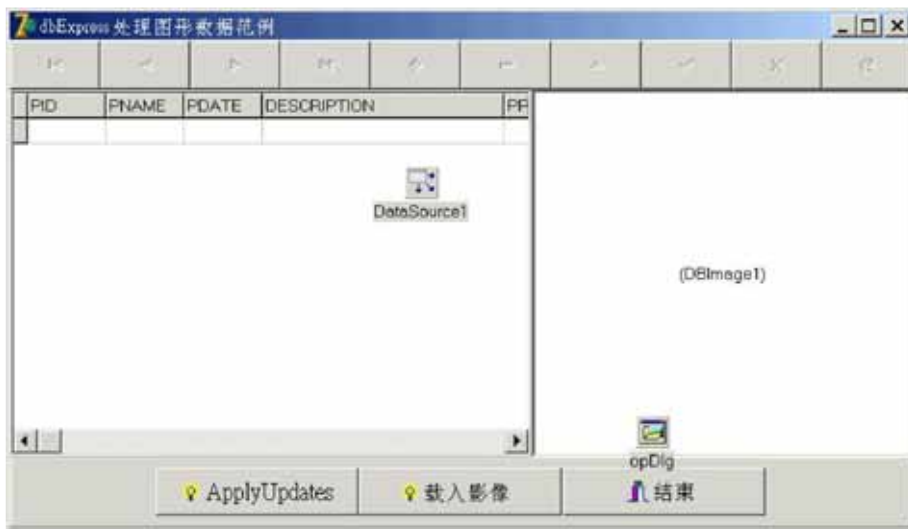 dbExpress 处理图形数据范例
PID PNAME PDATE DESCRIPTION PP
DataSource1
(DBImage1)
opDlg
ApplyUpdates 载入影像 结束